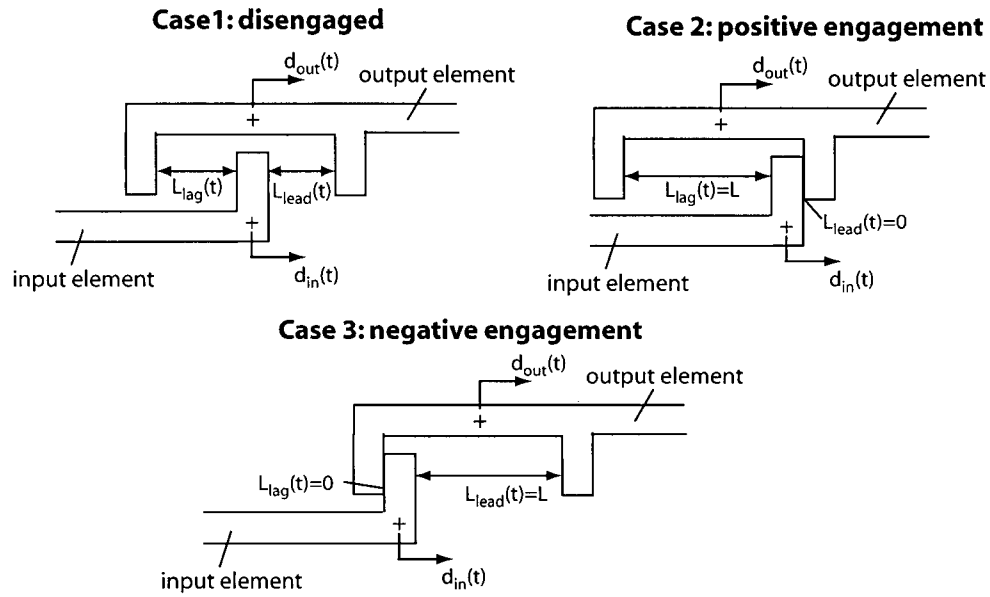 Case1: disengaged
d_out(t)
output element
+
L_lag(t)
L_lead(t)
+
input element
d_in(t)
Case 2: positive engagement
d_out(t)
output element
+
L_lag(t)=L
L_lead(t)=0
+
input element
d_in(t)
Case 3: negative engagement
d_out(t)
output element
+
L_lag(t)=0
L_lead(t)=L
+
input element
d_in(t)